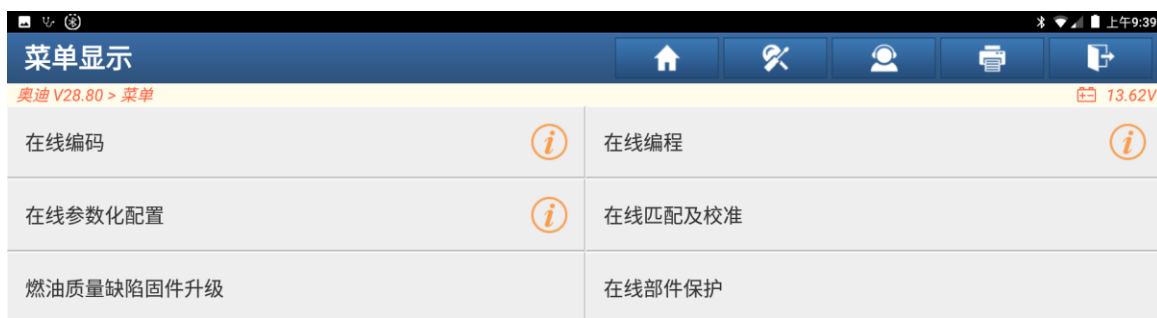 上午9:39
菜单显示
奥迪 V28.80 > 菜单
13.62V
在线编码
在线编程
在线参数化配置
在线匹配及校准
燃油质量缺陷固件升级
在线部件保护